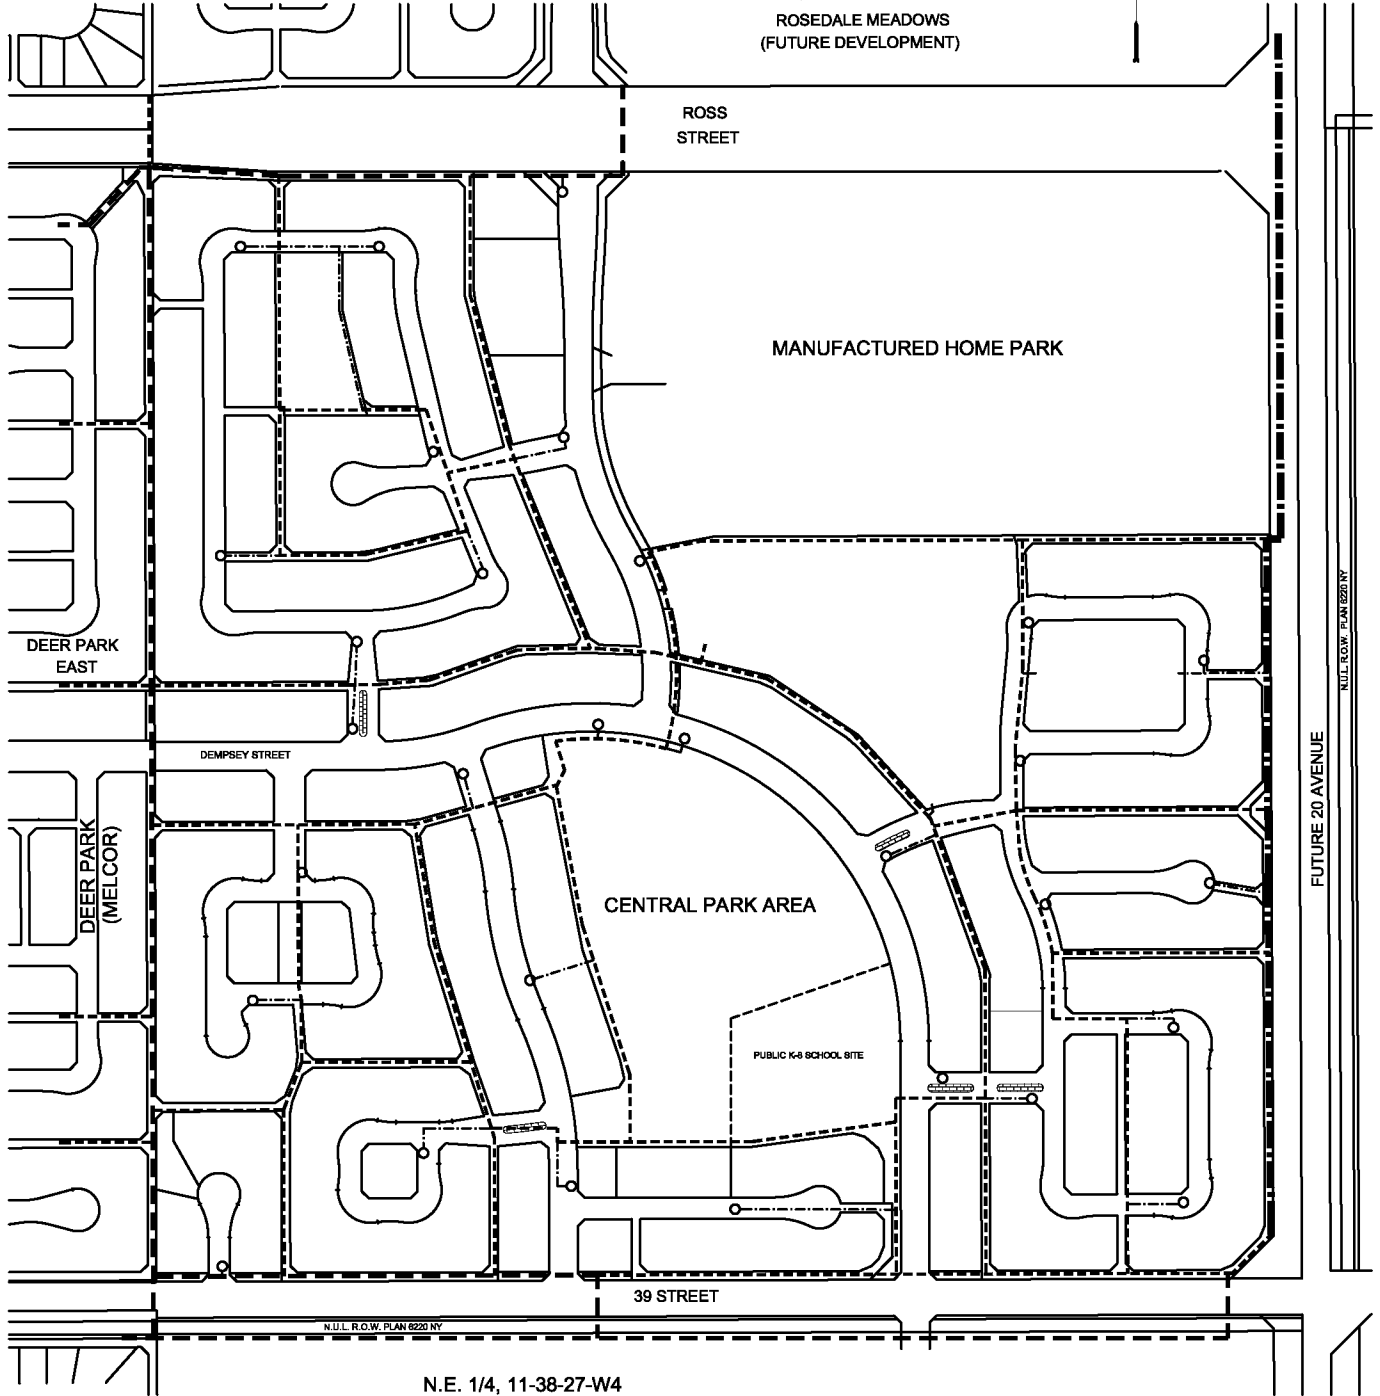 ROSEDALE MEADOWS
(FUTURE DEVELOPMENT)
ROSS
STREET
MANUFACTURED HOME PARK
DEER PARK
EAST
N.U.L. R.O.W. PLAN 6220 NY
DEMPSEY STREET
FUTURE 20 AVENUE
DEER PARK
(MELCOR)
CENTRAL PARK AREA
PUBLIC K-8 SCHOOL SITE
39 STREET
N.U.L. R.O.W. PLAN 6220 NY
N.E. 1/4, 11-38-27-W4